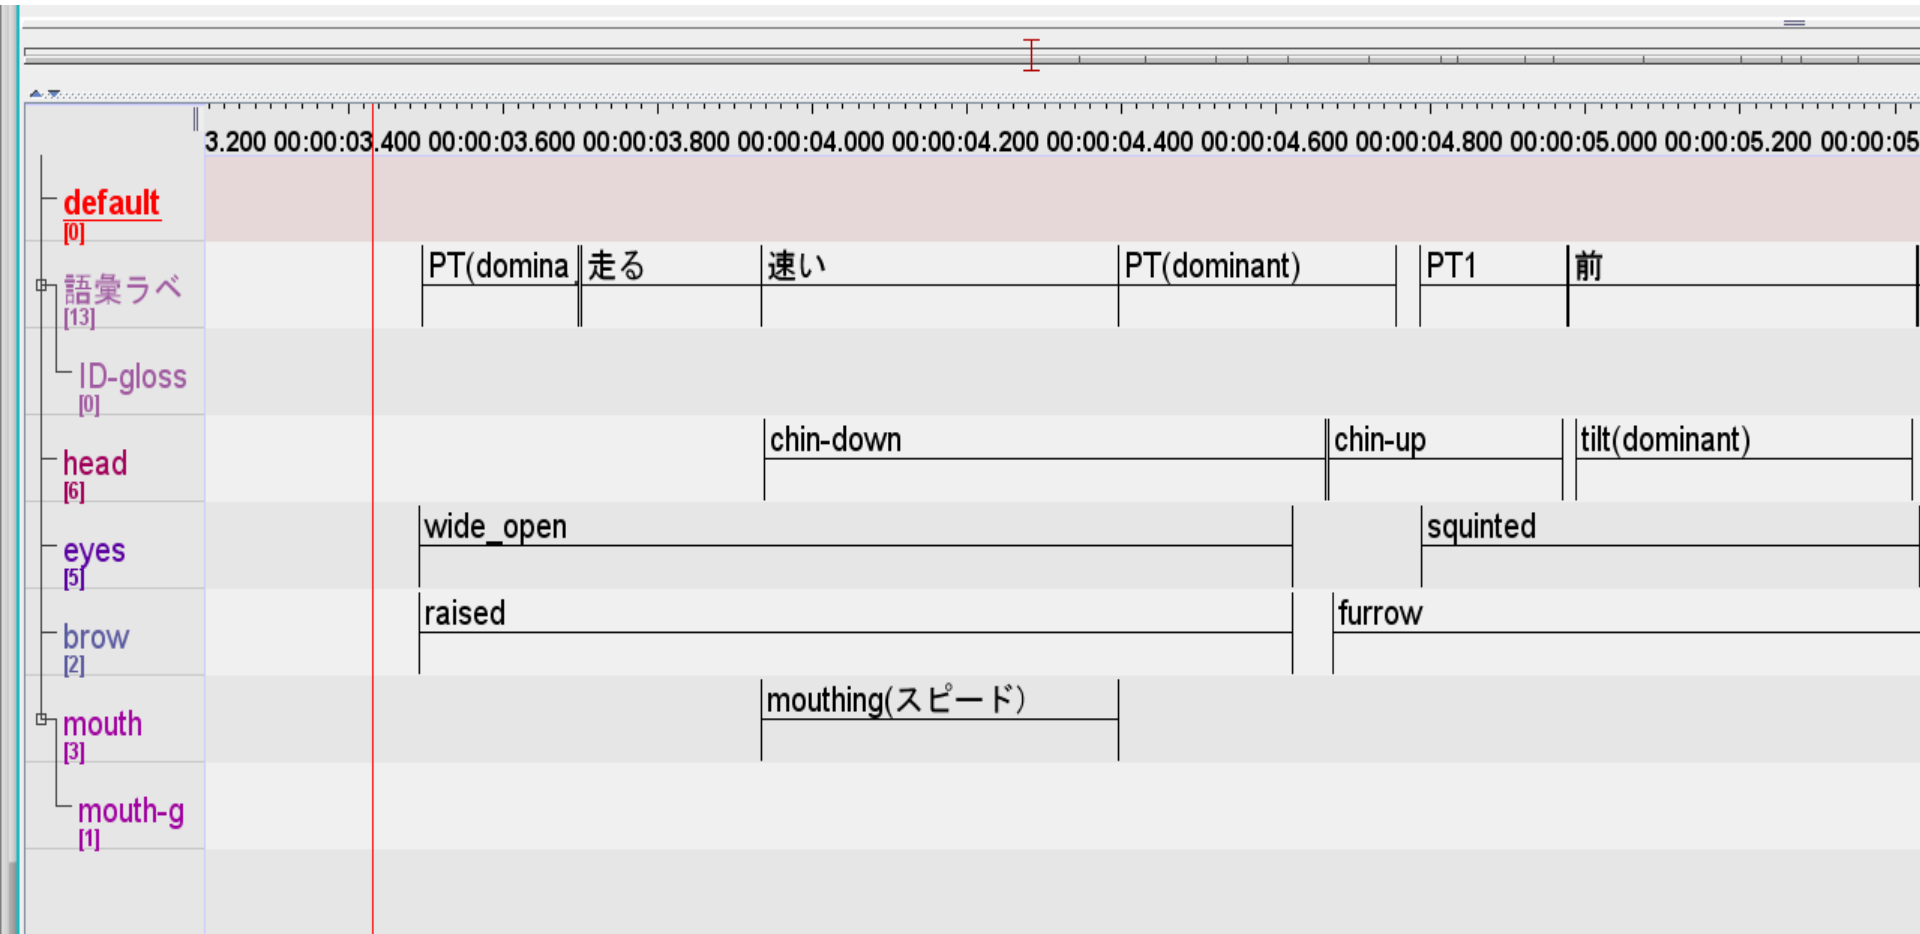 3.200 00:00:03.400 00:00:03.600 00:00:03.800 00:00:04.000 00:00:04.200 00:00:04.400 00:00:04.600 00:00:04.800 00:00:05.000 00:00:05.200 00:00:05
default
[0]
PT(domina 走る 速い PT(dominant) PT1 前
語彙ラベ
[13]
ID-gloss
[0]
chin-down chin-up tilt(dominant)
head
[6]
wide_open squinted
eyes
[5]
raised furrow
brow
[2]
mouthing(スピード)
mouth
[3]
mouth-g
[1]